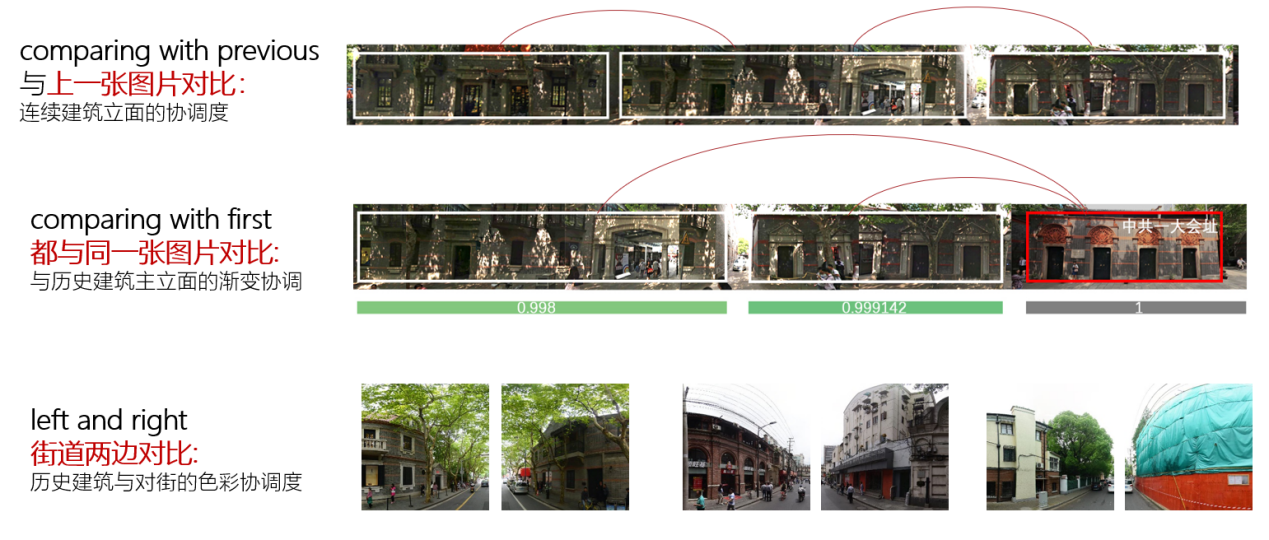 comparing with previous
与上一张图片对比：
连续建筑立面的协调度
comparing with first
都与同一张图片对比:
与历史建筑主立面的渐变协调
中共一大会址
0.998
0.999142
1
left and right
街道两边对比:
历史建筑与对街的色彩协调度